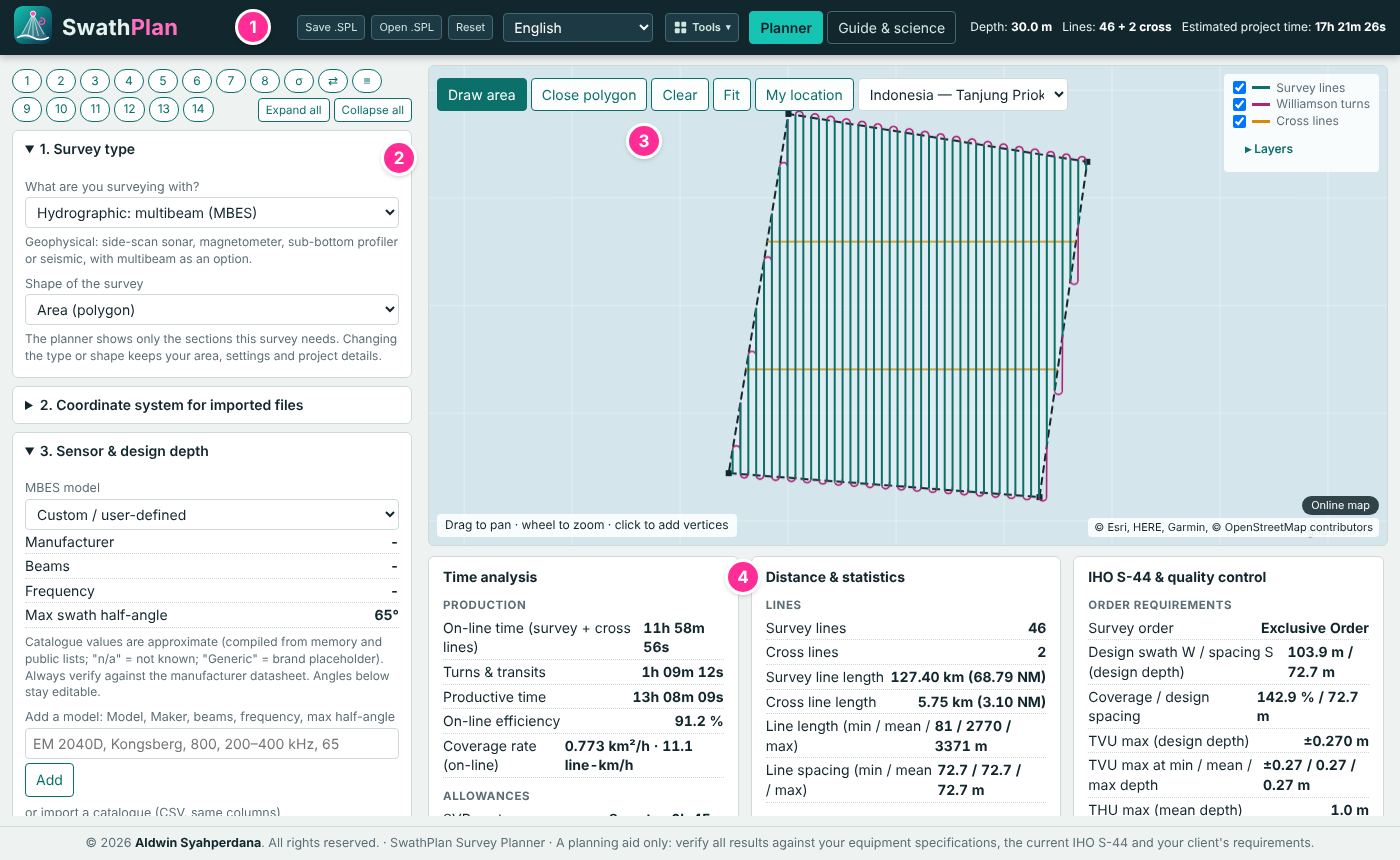 SwathPlan
1
Save .SPL
Open .SPL
Reset
English
Tools ▾
Planner
Guide & science
Depth: 30.0 m Lines: 46 + 2 cross Estimated project time: 17h 21m 26s
1 2 3 4 5 6 7 8 σ ⇄ ≡
9 10 11 12 13 14
Expand all
Collapse all
▼ 1. Survey type
2
What are you surveying with?
Hydrographic: multibeam (MBES)
Geophysical: side-scan sonar, magnetometer, sub-bottom profiler
or seismic, with multibeam as an option.
Shape of the survey
Area (polygon)
The planner shows only the sections this survey needs. Changing
the type or shape keeps your area, settings and project details.
▶ 2. Coordinate system for imported files
▼ 3. Sensor & design depth
MBES model
Custom / user-defined
Manufacturer -
Beams -
Frequency -
Max swath half-angle 65°
Catalogue values are approximate (compiled from memory and
public lists; "n/a" = not known; "Generic" = brand placeholder).
Always verify against the manufacturer datasheet. Angles below
stay editable.
Add a model: Model, Maker, beams, frequency, max half-angle
EM 2040D, Kongsberg, 800, 200–400 kHz, 65
Add
or import a catalogue (CSV, same columns)
Draw area
Close polygon
Clear
Fit
My location
Indonesia — Tanjung Priok
3
Survey lines
Williamson turns
Cross lines
▸ Layers
Drag to pan · wheel to zoom · click to add vertices
Online map
© Esri, HERE, Garmin, © OpenStreetMap contributors
Time analysis
PRODUCTION
On-line time (survey + cross 11h 58m
lines) 56s
Turns & transits 1h 09m 12s
Productive time 13h 08m 09s
On-line efficiency 91.2 %
Coverage rate 0.773 km²/h · 11.1
(on-line) line-km/h
ALLOWANCES
4
Distance & statistics
LINES
Survey lines 46
Cross lines 2
Survey line length 127.40 km (68.79 NM)
Cross line length 5.75 km (3.10 NM)
Line length (min / mean / 81 / 2770 /
max) 3371 m
Line spacing (min / mean 72.7 / 72.7 /
/ max) 72.7 m
IHO S-44 & quality control
ORDER REQUIREMENTS
Survey order Exclusive Order
Design swath W / spacing S 103.9 m /
(design depth) 72.7 m
Coverage / design 142.9 % / 72.7
spacing m
TVU max (design depth) ±0.270 m
TVU max at min / mean / ±0.27 / 0.27 /
max depth 0.27 m
THU max (mean depth) 1.0 m
© 2026 Aldwin Syahperdana. All rights reserved. · SwathPlan Survey Planner · A planning aid only: verify all results against your equipment specifications, the current IHO S-44 and your client's requirements.